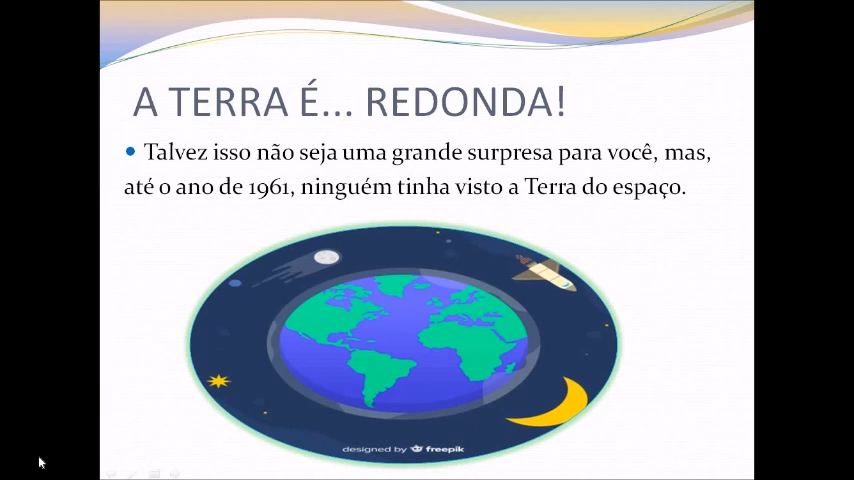 A TERRA É... REDONDA!
• Talvez isso não seja uma grande surpresa para você, mas,
até o ano de 1961, ninguém tinha visto a Terra do espaço.
designed by freepik